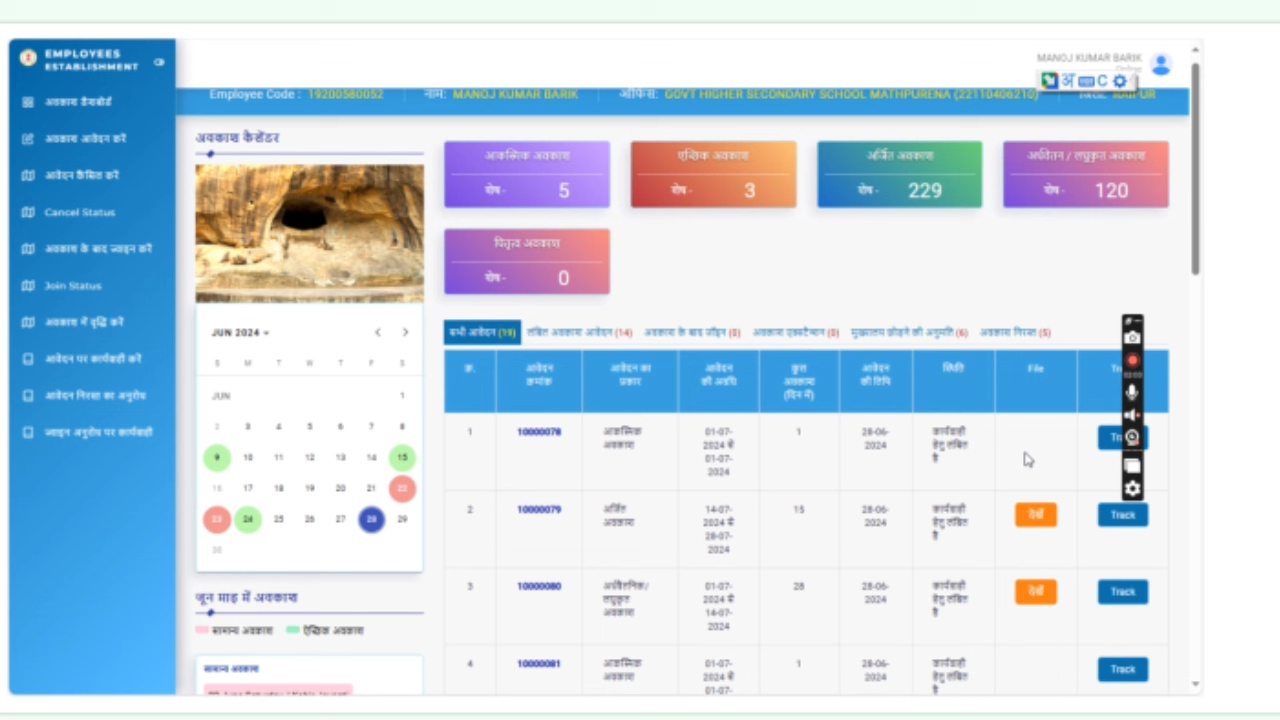 EMPLOYEES
ESTABLISHMENT
अवकाश डैशबोर्ड
अवकाश आवेदन करें
आवेदन कैंसिल करें
Cancel Status
अवकाश के बाद ज्वाइन करें
Join Status
अवकाश में वृद्धि करें
आवेदन पर कार्यवाही करें
आवेदन निरस्त का अनुरोध
ज्वाइन अनुरोध पर कार्यवाही
MANOJ KUMAR BARIK
Online
Employee Code : 19200580052 नाम: MANOJ KUMAR BARIK ऑफिस: GOVT HIGHER SECONDARY SCHOOL MATHPURENA (22110406210) RAIPUR
अवकाश कैलेंडर
JUN 2024
S M T W T F S
JUN 1
2 3 4 5 6 7 8
9 10 11 12 13 14 15
16 17 18 19 20 21 22
23 24 25 26 27 28 29
30
जून माह में अवकाश
सामान्य अवकाश ऐच्छिक अवकाश
सामान्य अवकाश
आकस्मिक अवकाश
शेष - 5
एच्छिक अवकाश
शेष - 3
अर्जित अवकाश
शेष - 229
अर्धवेतन / लघुकृत अवकाश
शेष - 120
पितृत्व अवकाश
शेष - 0
सभी आवेदन (19) लंबित अवकाश आवेदन (14) अवकाश के बाद जॉइन (0) अवकाश एक्सटेंशन (0) मुख्यालय छोड़ने की अनुमति (6) अवकाश निरस्त (5)
क्र. आवेदन क्रमांक आवेदन का प्रकार आवेदन की अवधि कुल अवकाश (दिन में) आवेदन की तिथि स्थिति File
1 10000078 आकस्मिक अवकाश 01-07-2024 से 01-07-2024 1 28-06-2024 कार्यवाही हेतु लंबित है
2 10000079 अर्जित अवकाश 14-07-2024 से 28-07-2024 15 28-06-2024 कार्यवाही हेतु लंबित है देखें Track
3 10000080 अर्धवैतनिक/लघुकृत अवकाश 01-07-2024 से 14-07-2024 28 28-06-2024 कार्यवाही हेतु लंबित है देखें Track
4 10000081 आकस्मिक अवकाश 01-07-2024 से 01-07- 1 28-06-2024 कार्यवाही हेतु लंबित है Track